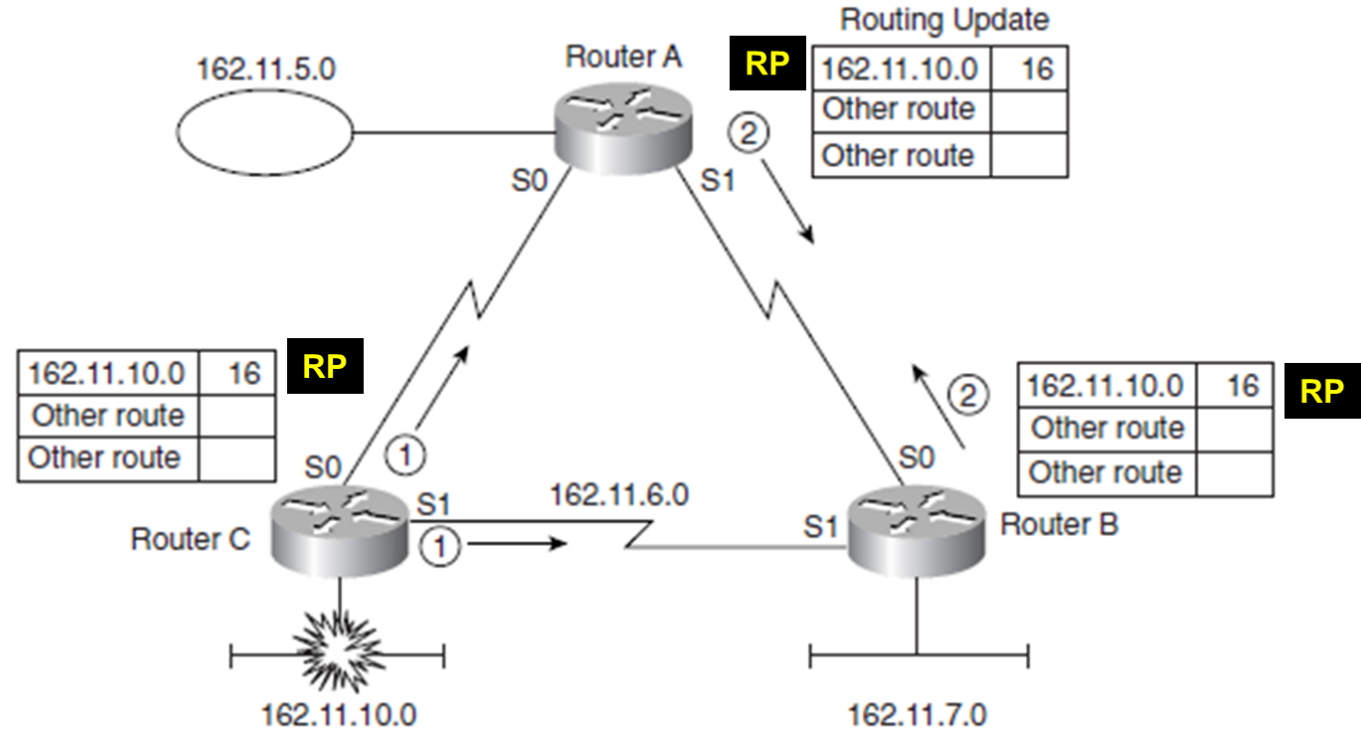 Routing Update
Router A
RP
162.11.10.0 16
Other route
Other route
162.11.5.0
2
S0
S1
162.11.10.0 16
Other route
Other route
RP
1
2
162.11.10.0 16
Other route
Other route
RP
S0
S1
162.11.6.0
S0
S1
Router C
1
Router B
162.11.10.0
162.11.7.0